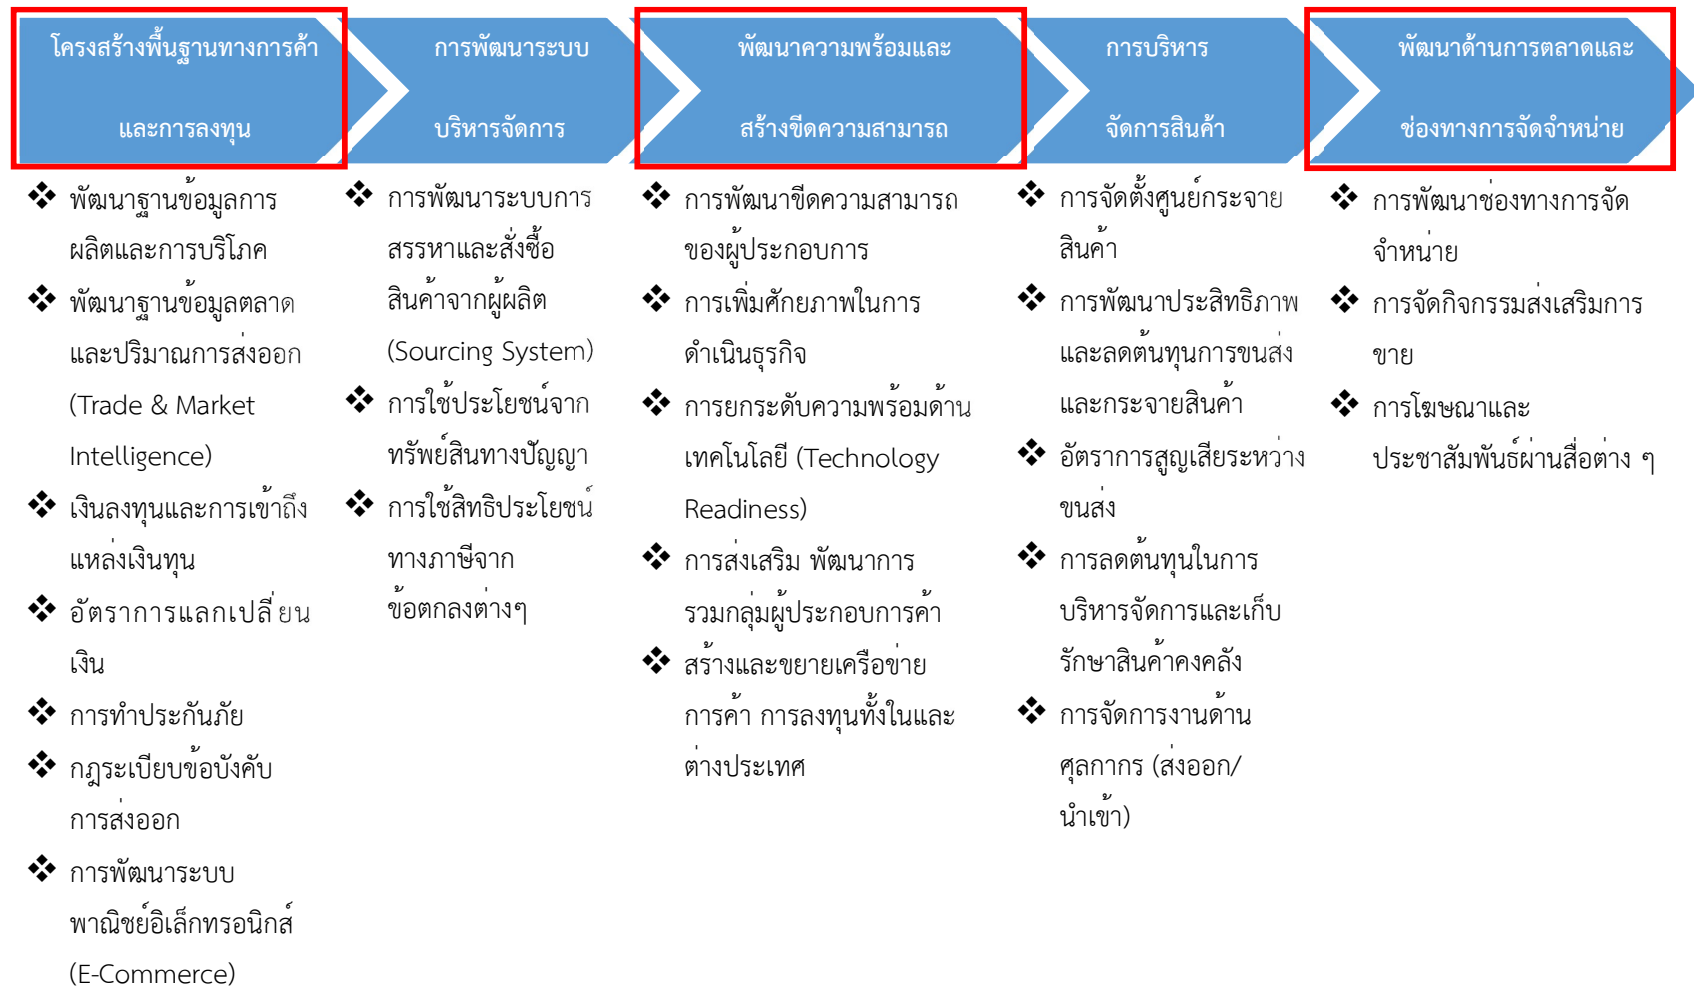 โครงสร้างพื้นฐานทางการค้า
และการลงทุน
การพัฒนาระบบ
บริหารจัดการ
พัฒนาความพร้อมและ
สร้างขีดความสามารถ
การบริหาร
จัดการสินค้า
พัฒนาด้านการตลาดและ
ช่องทางการจัดจำหน่าย
❖ พัฒนาฐานข้อมูลการ
ผลิตและการบริโภค
❖ พัฒนาฐานข้อมูลตลาด
และปริมาณการส่งออก
(Trade & Market
Intelligence)
❖ เงินลงทุนและการเข้าถึง
แหล่งเงินทุน
❖ อัตราการแลกเปลี่ยน
เงิน
❖ การทำประกันภัย
❖ กฎระเบียบข้อบังคับ
การส่งออก
❖ การพัฒนาระบบ
พาณิชย์อิเล็กทรอนิกส์
(E-Commerce)
❖ การพัฒนาระบบการ
สรรหาและสั่งซื้อ
สินค้าจากผู้ผลิต
(Sourcing System)
❖ การใช้ประโยชน์จาก
ทรัพย์สินทางปัญญา
❖ การใช้สิทธิประโยชน์
ทางภาษีจาก
ข้อตกลงต่างๆ
❖ การพัฒนาขีดความสามารถ
ของผู้ประกอบการ
❖ การเพิ่มศักยภาพในการ
ดำเนินธุรกิจ
❖ การยกระดับความพร้อมด้าน
เทคโนโลยี (Technology
Readiness)
❖ การส่งเสริม พัฒนาการ
รวมกลุ่มผู้ประกอบการค้า
❖ สร้างและขยายเครือข่าย
การค้า การลงทุนทั้งในและ
ต่างประเทศ
❖ การจัดตั้งศูนย์กระจาย
สินค้า
❖ การพัฒนาประสิทธิภาพ
และลดต้นทุนการขนส่ง
และกระจายสินค้า
❖ อัตราการสูญเสียระหว่าง
ขนส่ง
❖ การลดต้นทุนในการ
บริหารจัดการและเก็บ
รักษาสินค้าคงคลัง
❖ การจัดการงานด้าน
ศุลกากร (ส่งออก/
นำเข้า)
❖ การพัฒนาช่องทางการจัด
จำหน่าย
❖ การจัดกิจกรรมส่งเสริมการ
ขาย
❖ การโฆษณาและ
ประชาสัมพันธ์ผ่านสื่อต่าง ๆ